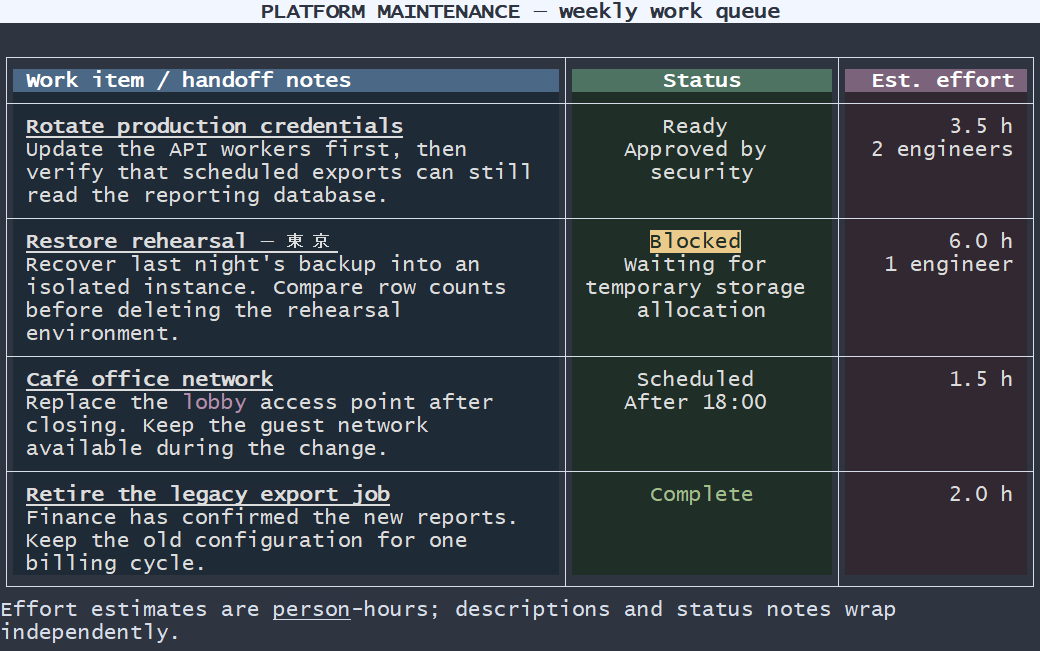 PLATFORM MAINTENANCE — weekly work queue
Work item / handoff notes
Status
Est. effort
Rotate production credentials
Update the API workers first, then
verify that scheduled exports can still
read the reporting database.
Ready
Approved by
security
3.5 h
2 engineers
Restore rehearsal — 東京
Recover last night's backup into an
isolated instance. Compare row counts
before deleting the rehearsal
environment.
Blocked
Waiting for
temporary storage
allocation
6.0 h
1 engineer
Café office network
Replace the lobby access point after
closing. Keep the guest network
available during the change.
Scheduled
After 18:00
1.5 h
Retire the legacy export job
Finance has confirmed the new reports.
Keep the old configuration for one
billing cycle.
Complete
2.0 h
Effort estimates are person-hours; descriptions and status notes wrap
independently.